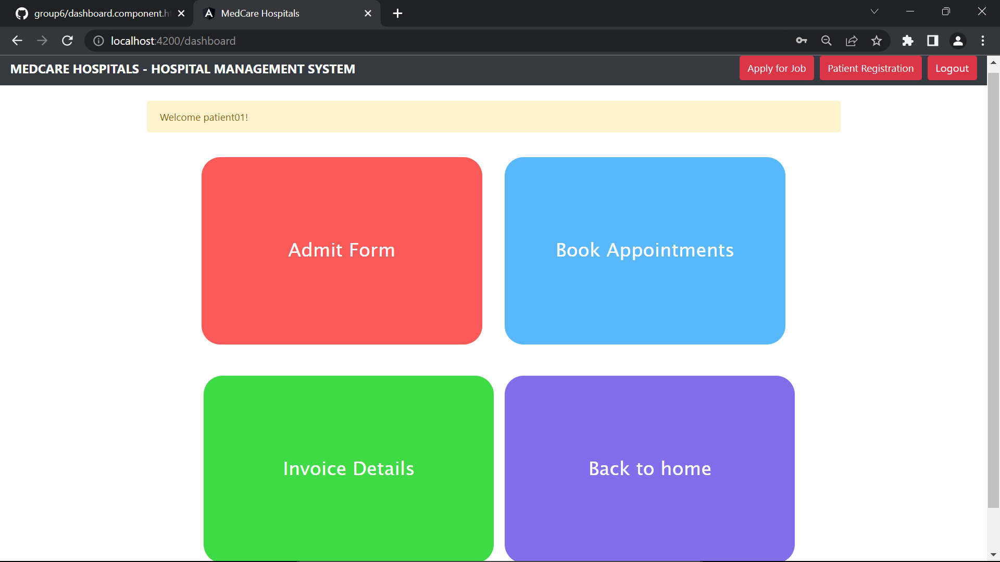 group6/dashboard.component.ht
MedCare Hospitals
localhost:4200/dashboard
MEDCARE HOSPITALS - HOSPITAL MANAGEMENT SYSTEM
Apply for Job
Patient Registration
Logout
Welcome patient01!
Admit Form
Book Appointments
Invoice Details
Back to home